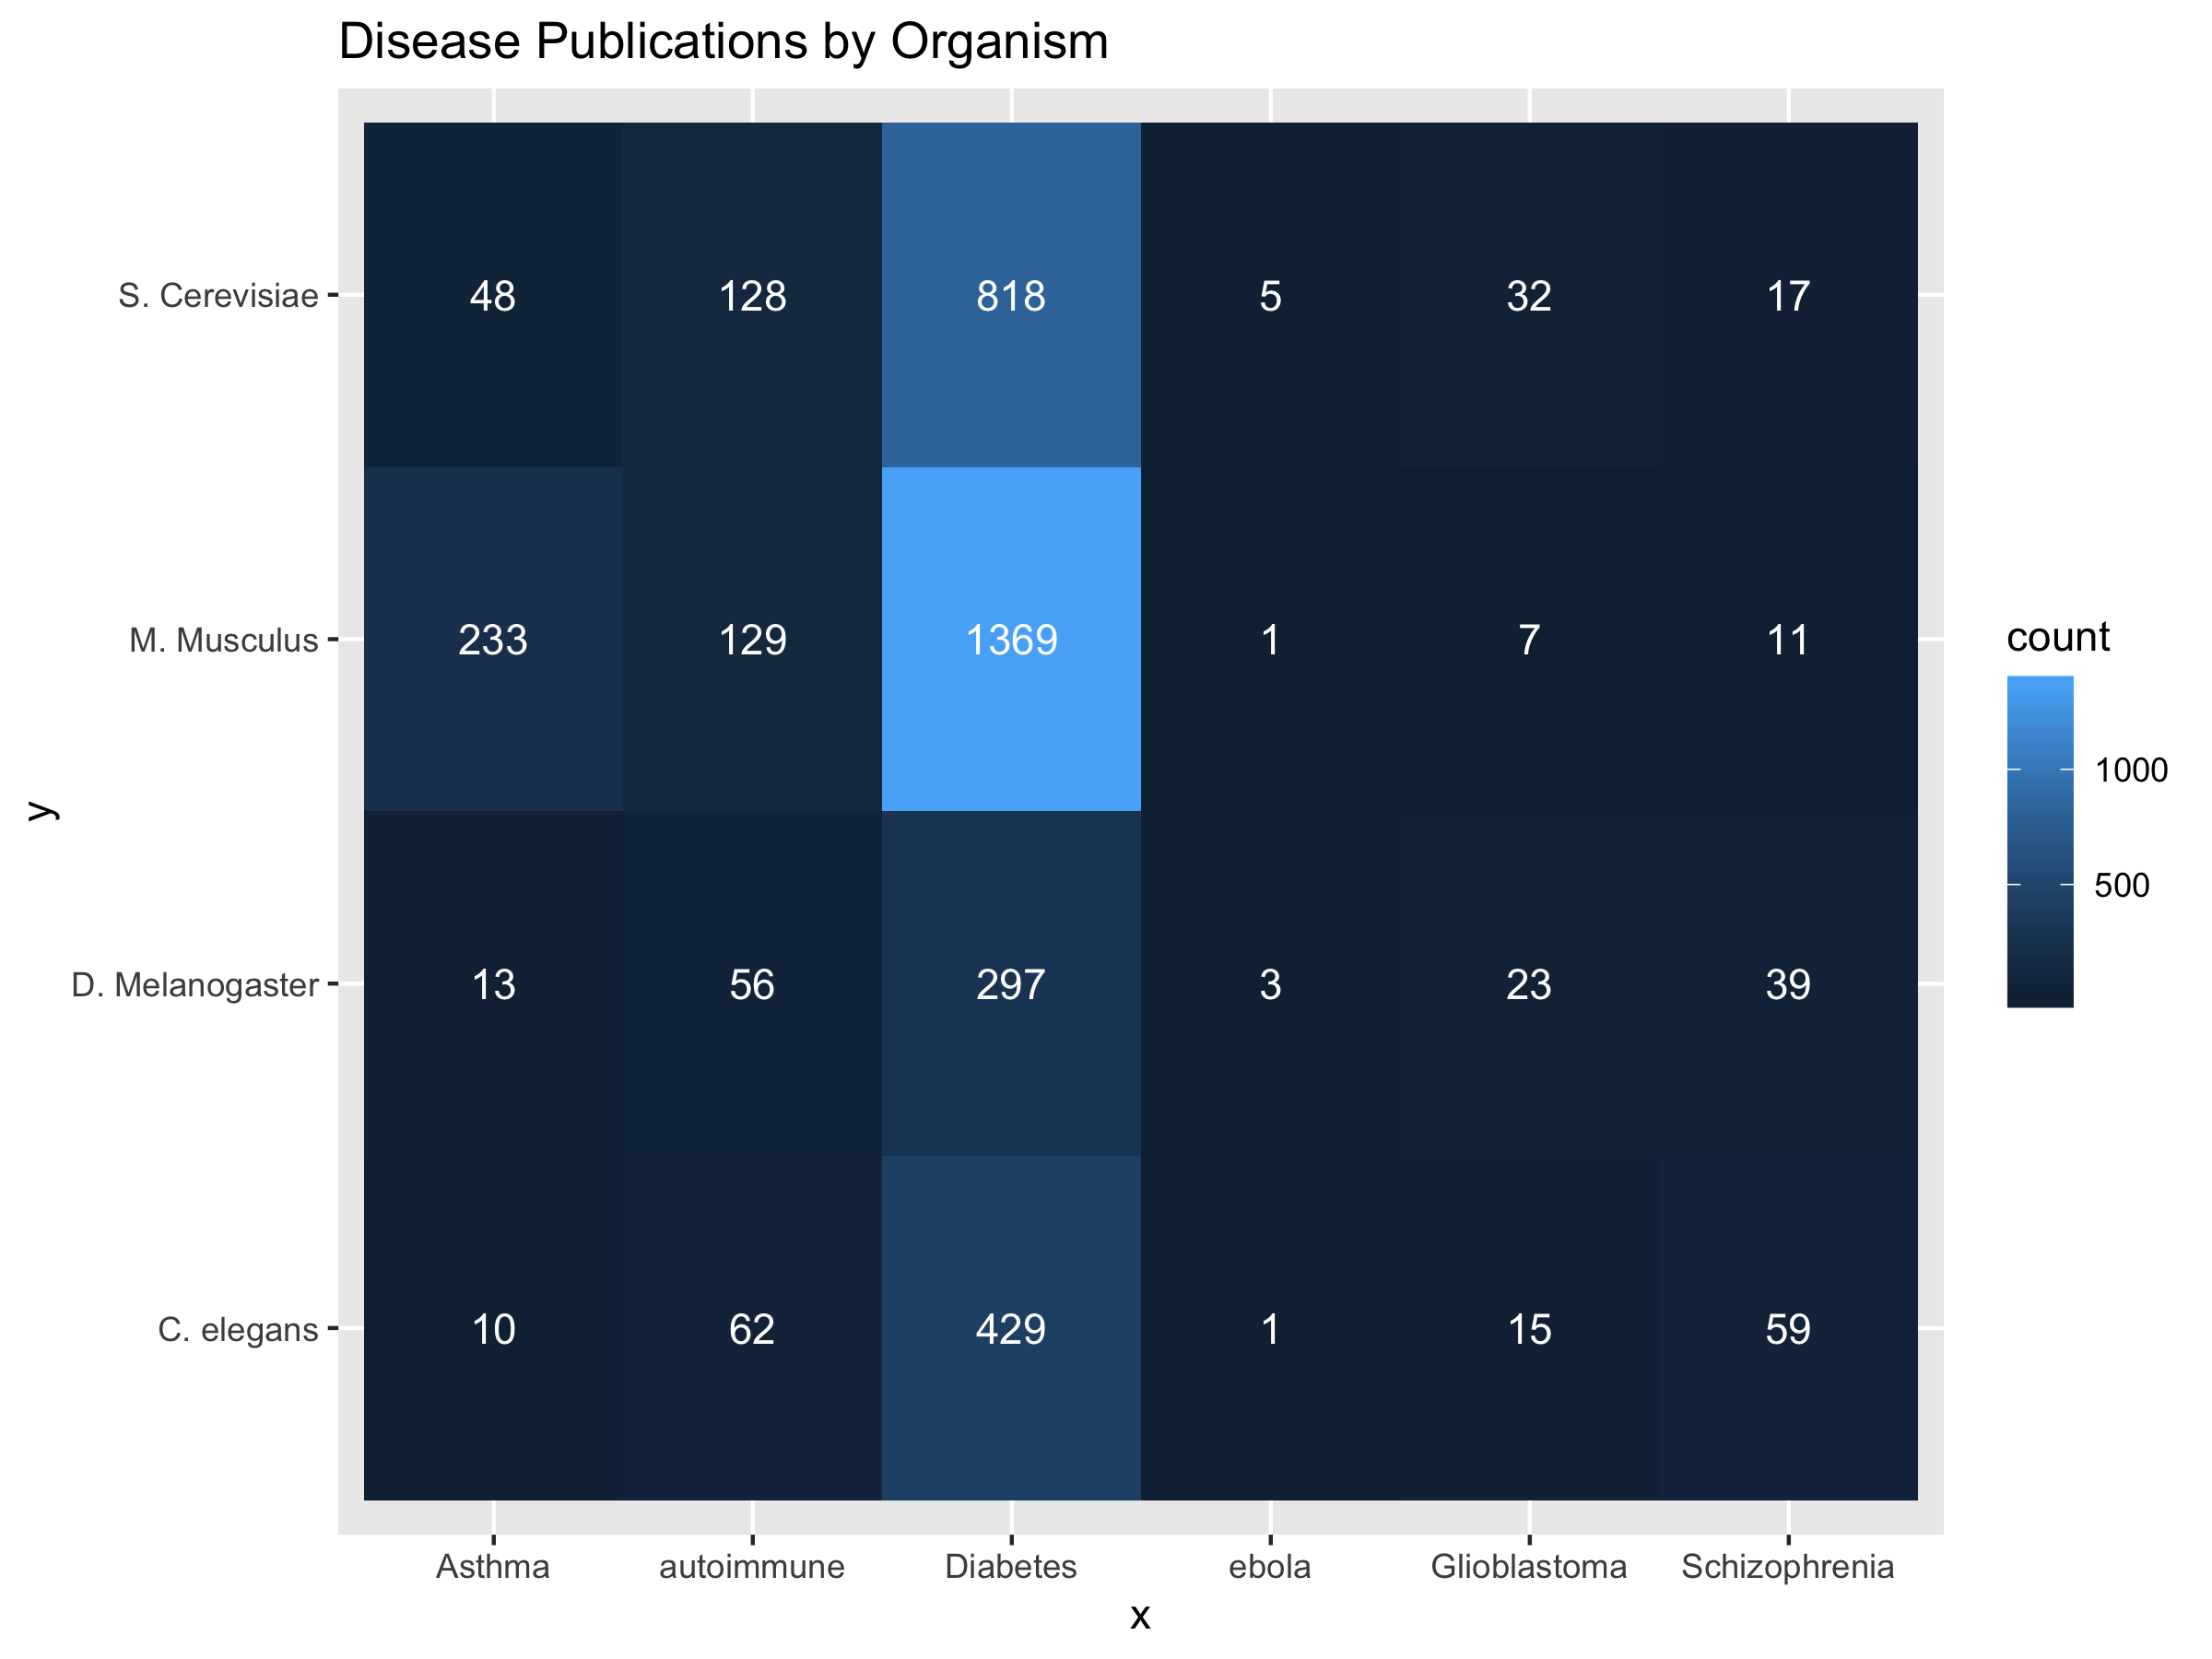 Disease Publications by Organism
y
S. Cerevisiae 48 128 818 5 32 17
M. Musculus 233 129 1369 1 7 11
D. Melanogaster 13 56 297 3 23 39
C. elegans 10 62 429 1 15 59
Asthma autoimmune Diabetes ebola Glioblastoma Schizophrenia
x
count
1000
500